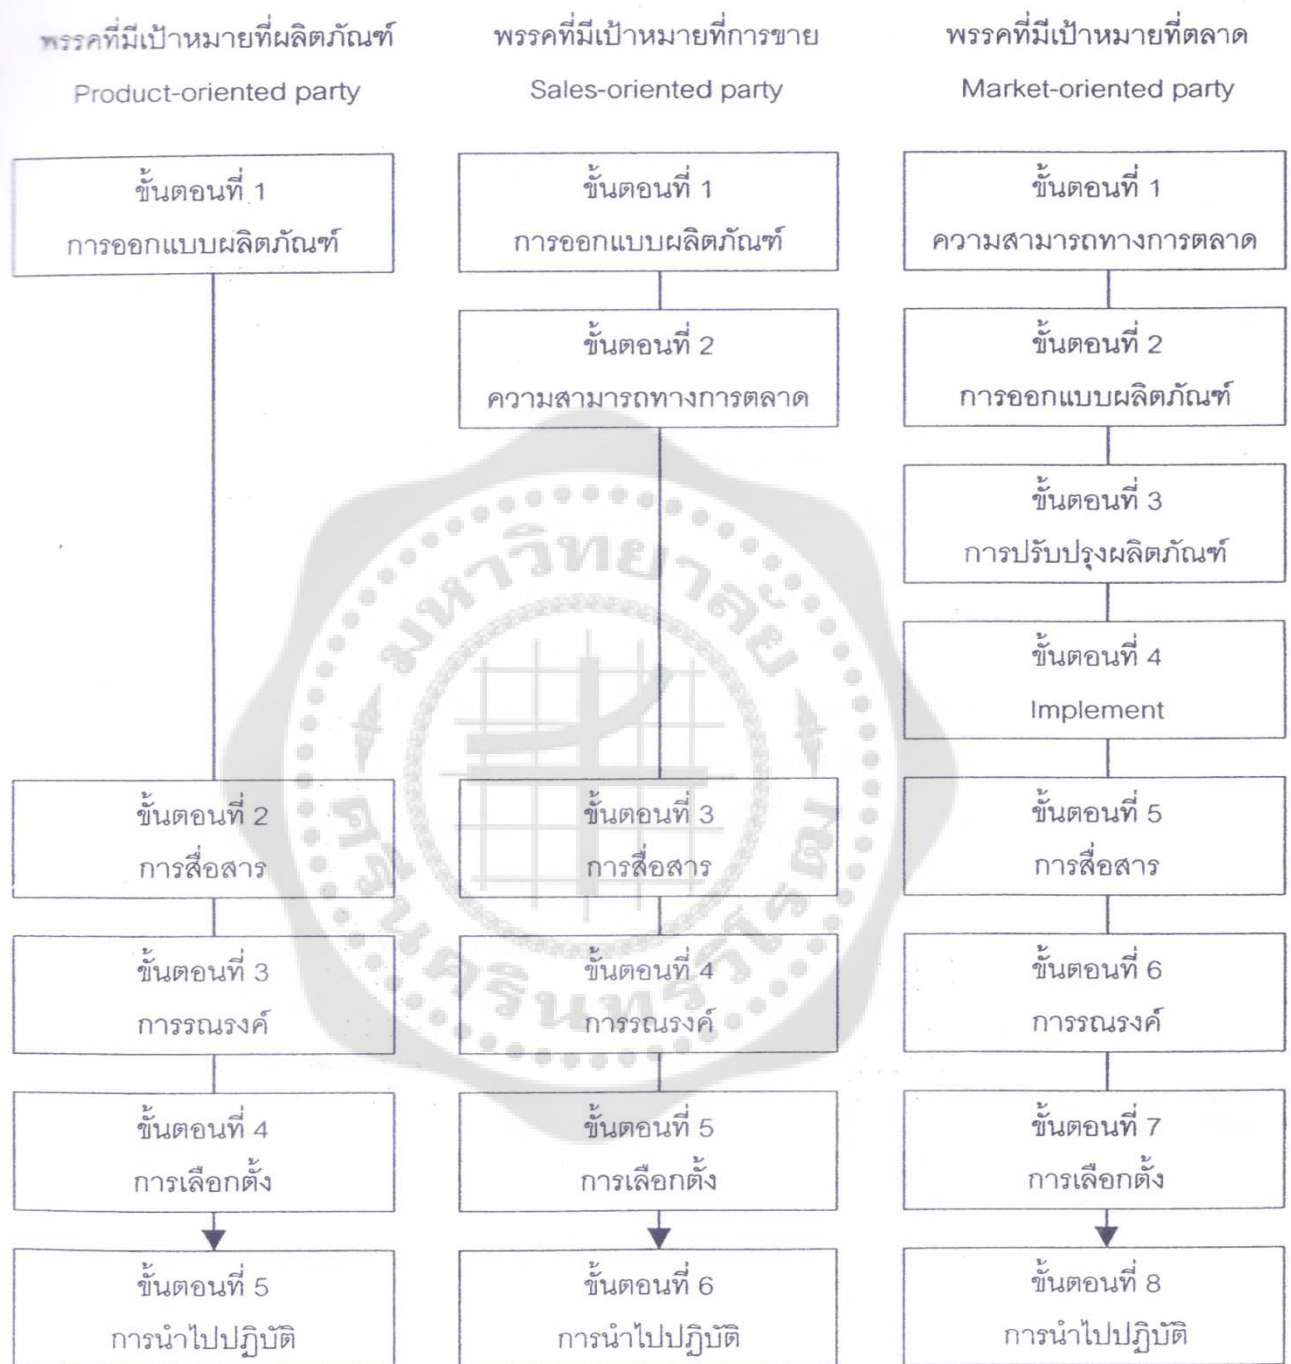 พรรคที่มีเป้าหมายที่ผลิตภัณฑ์
Product-oriented party
ขั้นตอนที่ 1
การออกแบบผลิตภัณฑ์
ขั้นตอนที่ 2
การสื่อสาร
ขั้นตอนที่ 3
การรณรงค์
ขั้นตอนที่ 4
การเลือกตั้ง
ขั้นตอนที่ 5
การนำไปปฏิบัติ
พรรคที่มีเป้าหมายที่การขาย
Sales-oriented party
ขั้นตอนที่ 1
การออกแบบผลิตภัณฑ์
ขั้นตอนที่ 2
ความสามารถทางการตลาด
ขั้นตอนที่ 3
การสื่อสาร
ขั้นตอนที่ 4
การรณรงค์
ขั้นตอนที่ 5
การเลือกตั้ง
ขั้นตอนที่ 6
การนำไปปฏิบัติ
พรรคที่มีเป้าหมายที่ตลาด
Market-oriented party
ขั้นตอนที่ 1
ความสามารถทางการตลาด
ขั้นตอนที่ 2
การออกแบบผลิตภัณฑ์
ขั้นตอนที่ 3
การปรับปรุงผลิตภัณฑ์
ขั้นตอนที่ 4
Implement
ขั้นตอนที่ 5
การสื่อสาร
ขั้นตอนที่ 6
การรณรงค์
ขั้นตอนที่ 7
การเลือกตั้ง
ขั้นตอนที่ 8
การนำไปปฏิบัติ
มหาวิทยาลัย
ศรีนครินทรวิโรฒ